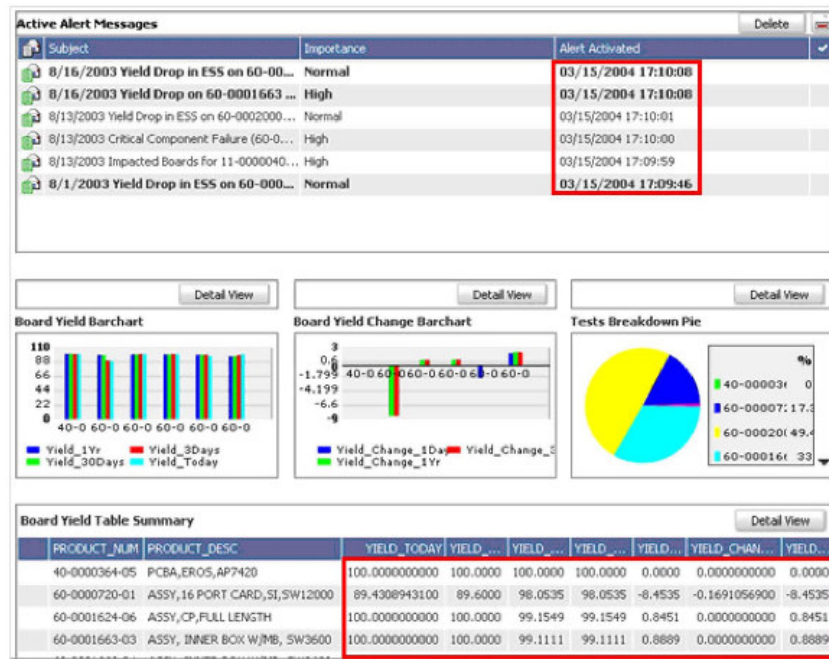 Active Alert Messages
Delete
Subject Importance Alert Activated
8/16/2003 Yield Drop in ESS on 60-00... Normal 03/15/2004 17:10:08
8/16/2003 Yield Drop on 60-0001663 ... High 03/15/2004 17:10:08
8/13/2003 Yield Drop in ESS on 60-0002000... Normal 03/15/2004 17:10:01
8/13/2003 Critical Component Failure (60-0... High 03/15/2004 17:10:00
8/13/2003 Impacted Boards for 11-0000040... High 03/15/2004 17:09:59
8/1/2003 Yield Drop in ESS on 60-000... Normal 03/15/2004 17:09:46
Detail View Detail View Detail View
Board Yield Barchart
110
88
66
44
22
0
40-0 60-0 60-0 60-0 60-0 60-0
Yield_1Yr Yield_3Days
Yield_30Days Yield_Today
Board Yield Change Barchart
3
0.6
-1.799
-4.199
-6.6
-9
40-0 60-0 60-0 60-0 60-0 60-0
Yield_Change_1Day Yield_Change_3
Yield_Change_1Yr
Tests Breakdown Pie
%
40-00003 0
60-00007 17.
60-00020 49.4
60-00016 33
Board Yield Table Summary
Detail View
PRODUCT_NUM PRODUCT_DESC YIELD_TODAY YIELD_... YIELD_... YIELD_... YIELD... YIELD_CHAN... YIELD...
40-0000364-05 PCBA,EROS,AP7420 100.0000000000 100.0000 100.0000 100.0000 0.0000 0.0000000000 0.0000
60-0000720-01 ASSY,16 PORT CARD,SI,SW12000 89.4308943100 89.6000 98.0535 98.0535 -8.4535 -0.1691056900 -8.4535
60-0001624-06 ASSY,CP,FULL LENGTH 100.0000000000 100.0000 99.1549 99.1549 0.8451 0.0000000000 0.8451
60-0001663-03 ASSY, INNER BOX W/MB, SW3600 100.0000000000 100.0000 99.1111 99.1111 0.8889 0.0000000000 0.8889